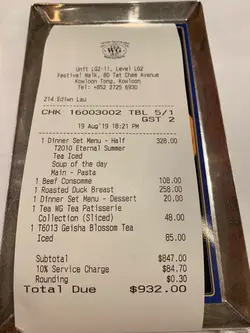 WG
Unit LG2-11, Level LG2
Festival Walk, 80 Tat Chee Avenue
Kowloon Tong, Kowloon
Tel: +852 2725 6930
214 Edlwn Lau
CHK 16003002 TBL 5/1
GST 2
19 Aug'19 18:21 PM
1 Dinner Set Menu - Half 328.00
T2010 Eternal Summer
Tea Iced
Soup of the day
Main - Pasta
1 Beef Consomme 108.00
1 Roasted Duck Breast 258.00
1 Dinner Set Menu - Dessert 20.00
1 Tea WG Tea Patisserie
Collection (Sliced) 48.00
1 T6013 Geisha Blossom Tea
Iced 85.00
Subtotal $847.00
10% Service Charge $84.70
Rounding $0.30
Total Due $932.00